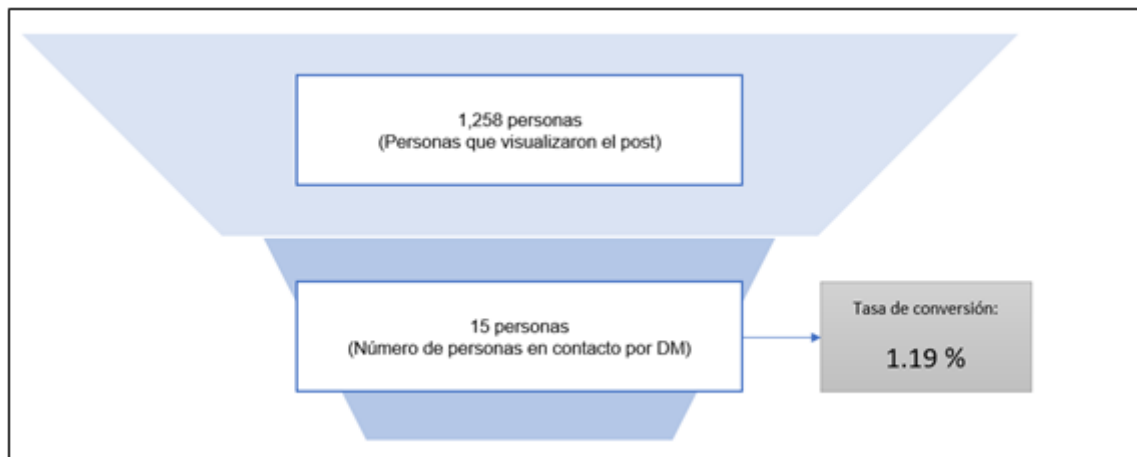 1,258 personas
(Personas que visualizaron el post)
15 personas
(Número de personas en contacto por DM)
Tasa de conversión:
1.19 %